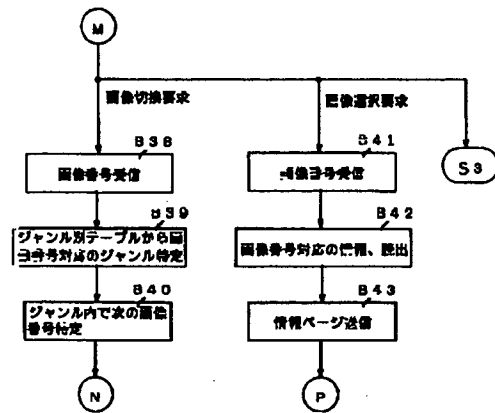 M
画像切換要求
画像選択要求
B38
B41
画像番号受信
画像番号受信
S3
B39
B42
ジャンル別テーブルから画
像番号対応のジャンル特定
画像番号対応の情報、読出
B40
B43
ジャンル内で次の画像
番号特定
情報ページ送信
N
P